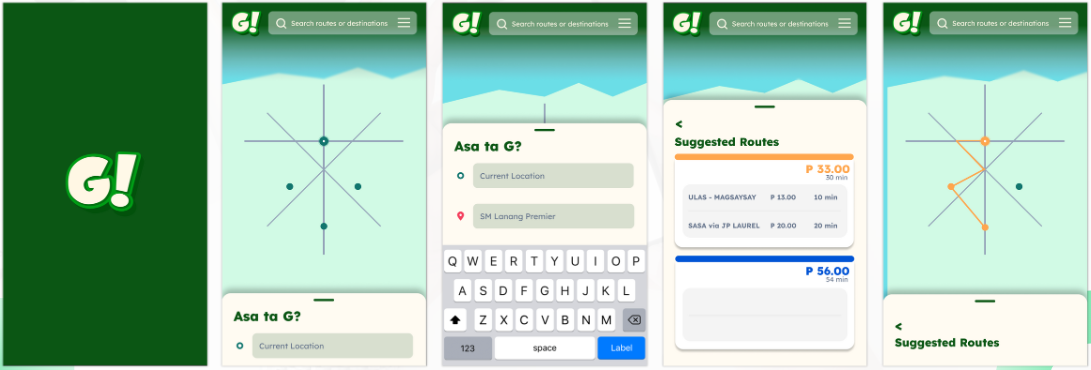 G!
G!
Search routes or destinations
Asa ta G?
Current Location
G!
Search routes or destinations
Asa ta G?
Current Location
SM Lanang Premier
Q W E R T Y U I O P
A S D F G H J K L
Z X C V B N M
123 space Label
G!
Search routes or destinations
<
Suggested Routes
₱ 33.00
30 min
ULAS - MAGSAYSAY ₱ 13.00 10 min
SASA via JP LAUREL ₱ 20.00 20 min
₱ 56.00
54 min
G!
Search routes or destinations
<
Suggested Routes